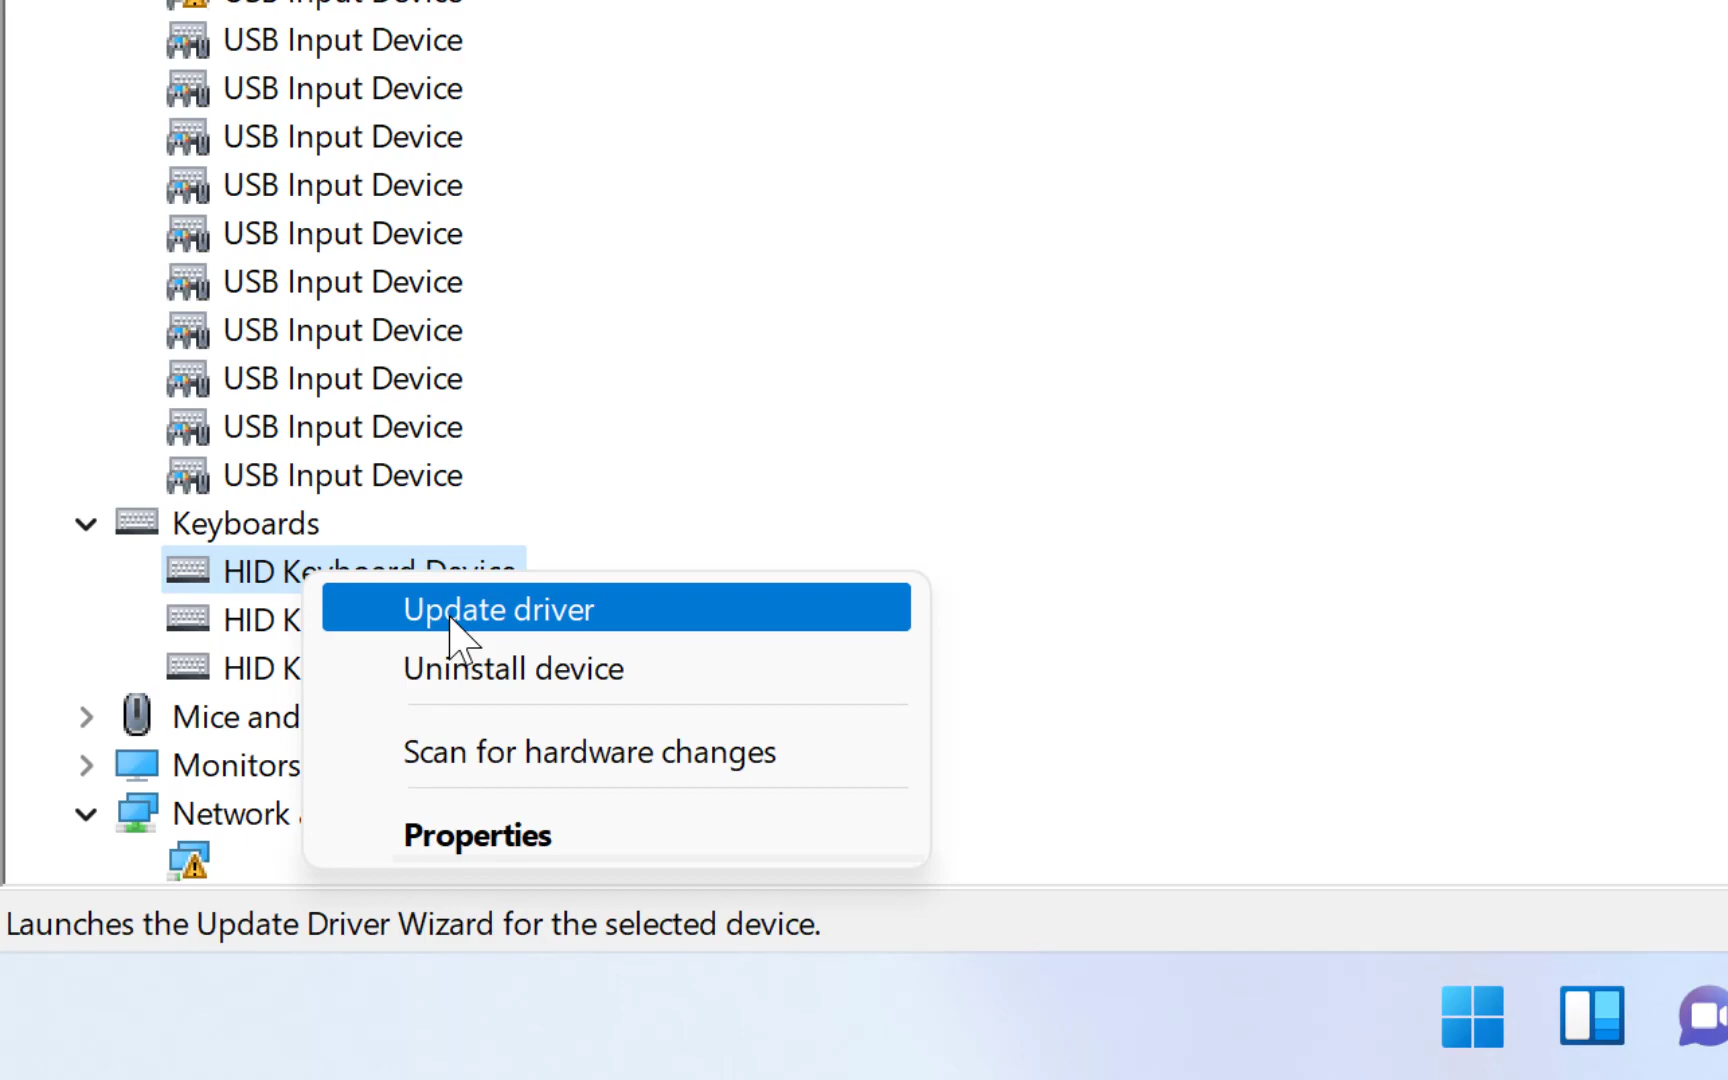 USB Input Device
USB Input Device
USB Input Device
USB Input Device
USB Input Device
USB Input Device
USB Input Device
USB Input Device
USB Input Device
USB Input Device
USB Input Device
Keyboards
HID Keyboard Device
Update driver
HID K
Uninstall device
HID K
Mice and
Scan for hardware changes
Monitors
Network
Properties
Launches the Update Driver Wizard for the selected device.